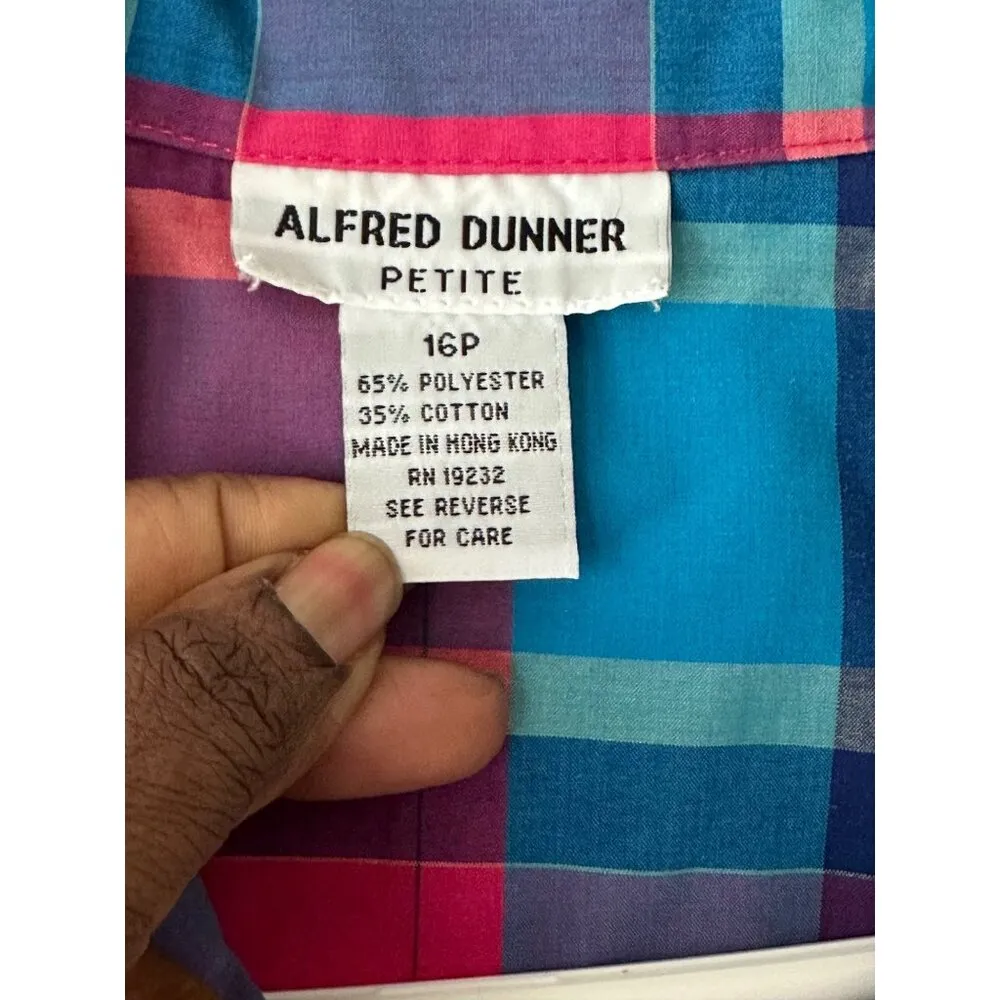 ALFRED DUNNER
PETITE
16P
65% POLYESTER
35% COTTON
MADE IN HONG KONG
RN 19232
SEE REVERSE
FOR CARE